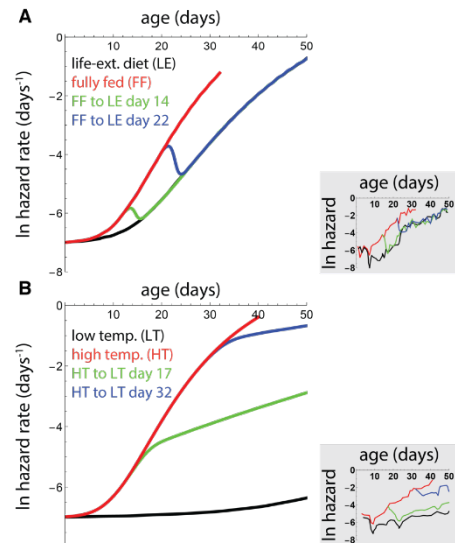 A
age (days)
0 10 20 30 40 50
life-ext. diet (LE)
fully fed (FF)
FF to LE day 14
FF to LE day 22
-2
-4
-6
-8
ln hazard rate (days-1)
age (days)
10 20 30 40 50
-2
-4
-6
-8
ln hazard
B
age (days)
0 10 20 30 40 50
low temp. (LT)
high temp. (HT)
HT to LT day 17
HT to LT day 32
-2
-4
-6
ln hazard rate (days-1)
age (days)
0 10 20 30 40 50
-2
-4
-6
-8
ln hazard